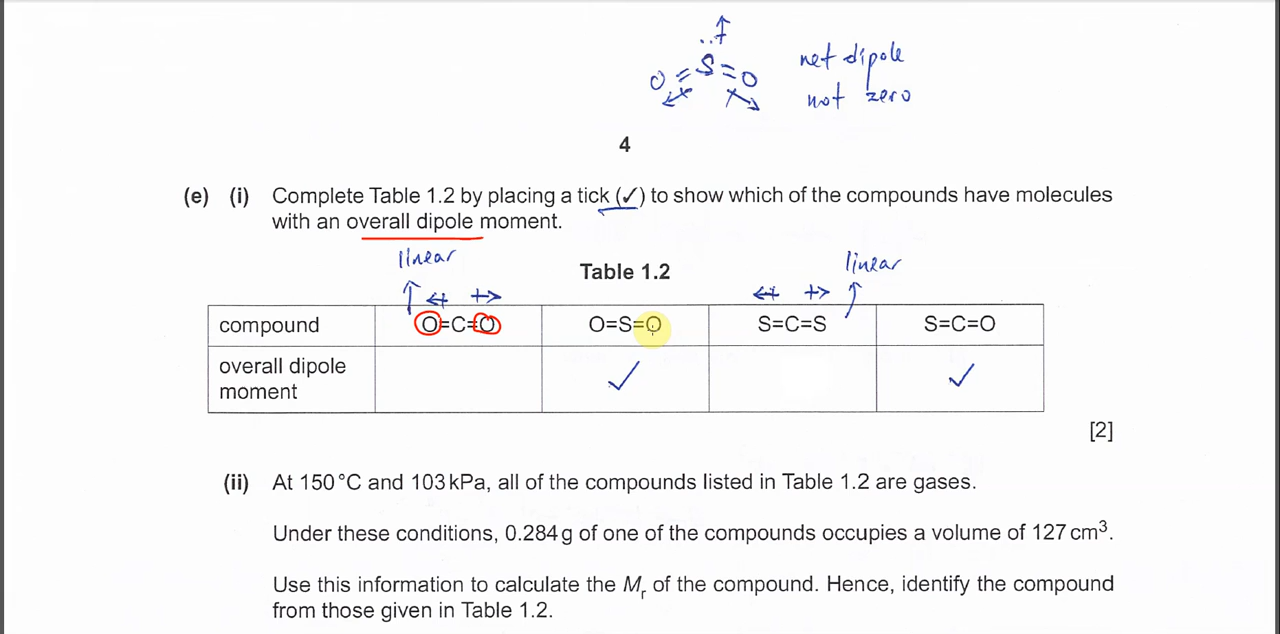 O=S=O net dipole
not zero
4
(e) (i) Complete Table 1.2 by placing a tick (✓) to show which of the compounds have molecules
with an overall dipole moment.
linear
linear
Table 1.2
compound O=C=O O=S=O S=C=S S=C=O
overall dipole
moment ✓ ✓
[2]
(ii) At 150 °C and 103 kPa, all of the compounds listed in Table 1.2 are gases.
Under these conditions, 0.284 g of one of the compounds occupies a volume of 127 cm³.
Use this information to calculate the Mᵣ of the compound. Hence, identify the compound
from those given in Table 1.2.